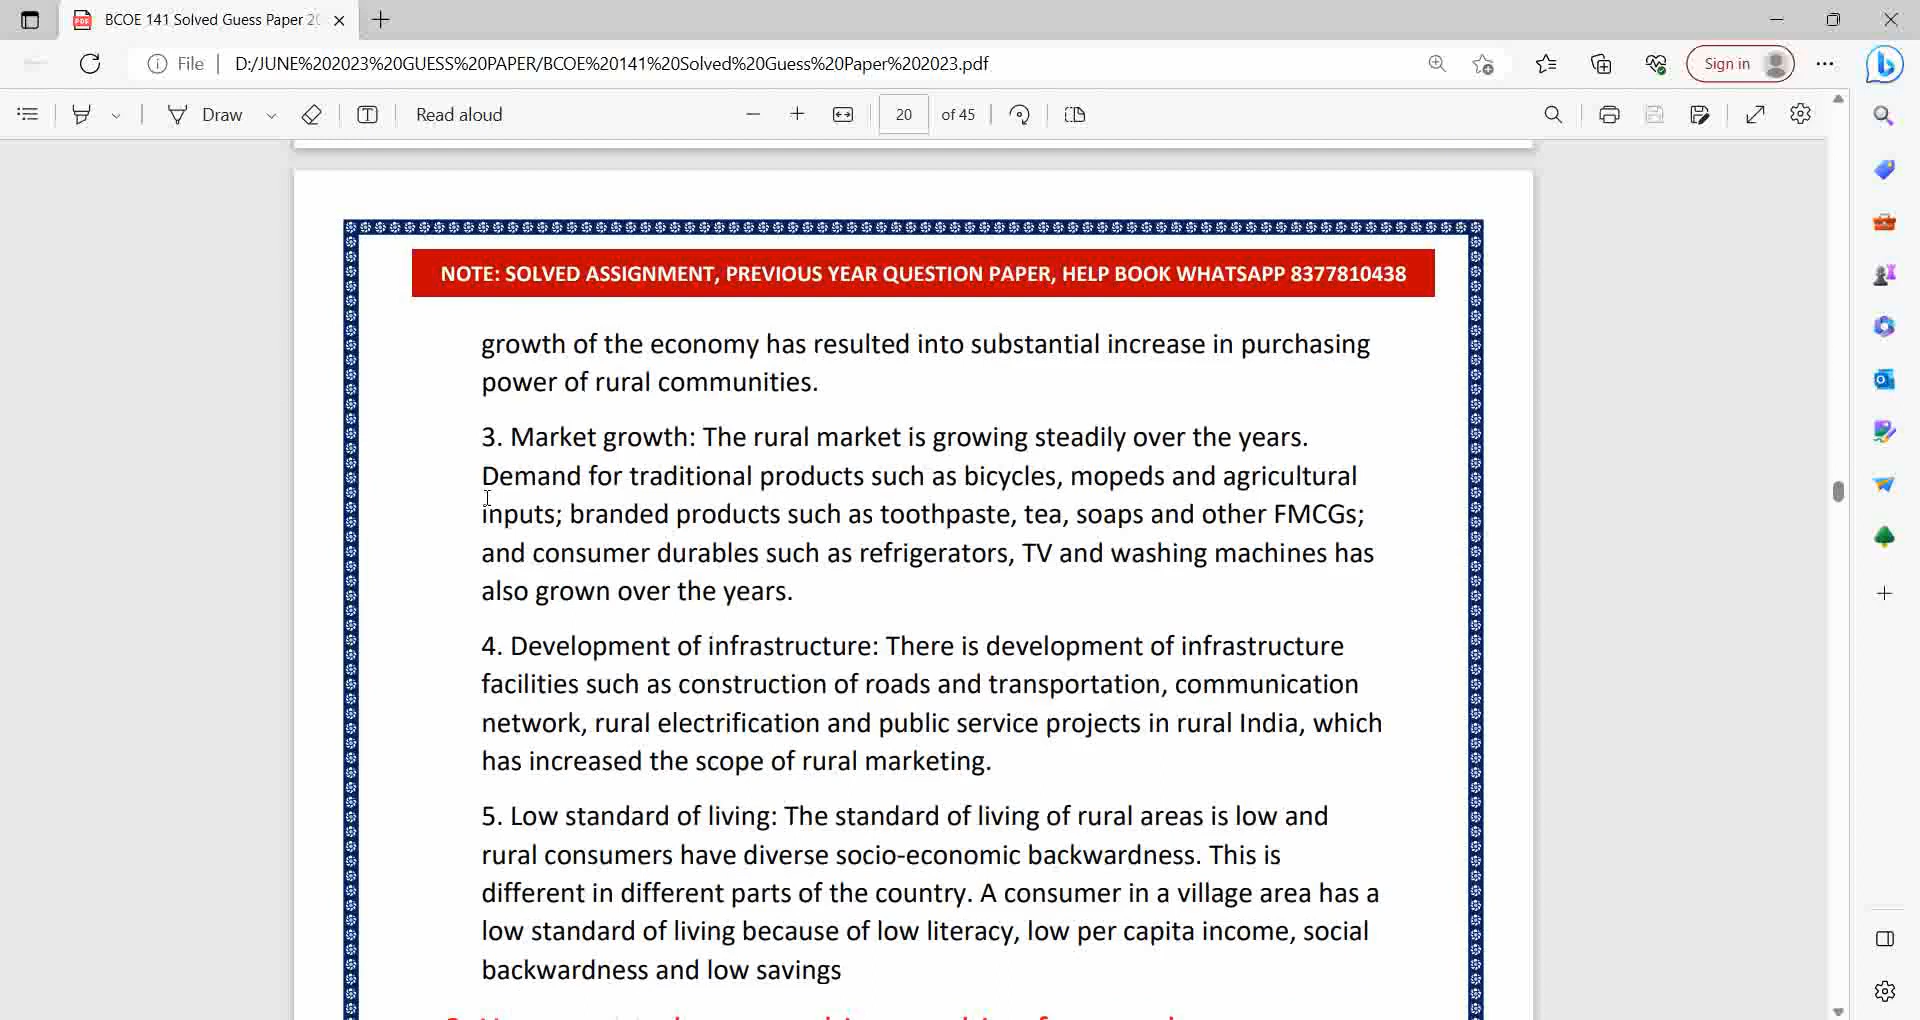 BCOE 141 Solved Guess Paper 20
File
D:/JUNE%202023%20GUESS%20PAPER/BCOE%20141%20Solved%20Guess%20Paper%202023.pdf
Sign in
Draw
Read aloud
20
of 45
NOTE: SOLVED ASSIGNMENT, PREVIOUS YEAR QUESTION PAPER, HELP BOOK WHATSAPP 8377810438
growth of the economy has resulted into substantial increase in purchasing
power of rural communities.
3. Market growth: The rural market is growing steadily over the years.
Demand for traditional products such as bicycles, mopeds and agricultural
inputs; branded products such as toothpaste, tea, soaps and other FMCGs;
and consumer durables such as refrigerators, TV and washing machines has
also grown over the years.
4. Development of infrastructure: There is development of infrastructure
facilities such as construction of roads and transportation, communication
network, rural electrification and public service projects in rural India, which
has increased the scope of rural marketing.
5. Low standard of living: The standard of living of rural areas is low and
rural consumers have diverse socio-economic backwardness. This is
different in different parts of the country. A consumer in a village area has a
low standard of living because of low literacy, low per capita income, social
backwardness and low savings